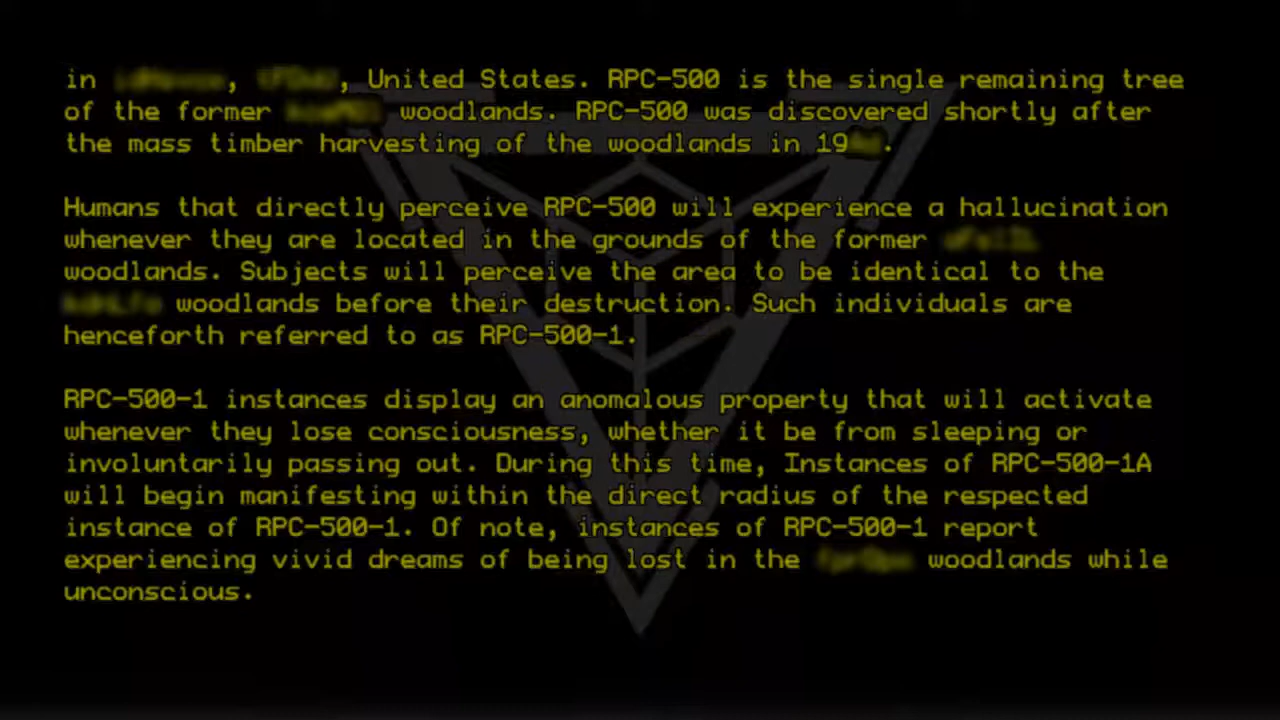 in , , United States. RPC-500 is the single remaining tree
of the former woodlands. RPC-500 was discovered shortly after
the mass timber harvesting of the woodlands in 19 .
Humans that directly perceive RPC-500 will experience a hallucination
whenever they are located in the grounds of the former
woodlands. Subjects will perceive the area to be identical to the
woodlands before their destruction. Such individuals are
henceforth referred to as RPC-500-1.
RPC-500-1 instances display an anomalous property that will activate
whenever they lose consciousness, whether it be from sleeping or
involuntarily passing out. During this time, Instances of RPC-500-1A
will begin manifesting within the direct radius of the respected
instance of RPC-500-1. Of note, instances of RPC-500-1 report
experiencing vivid dreams of being lost in the woodlands while
unconscious.